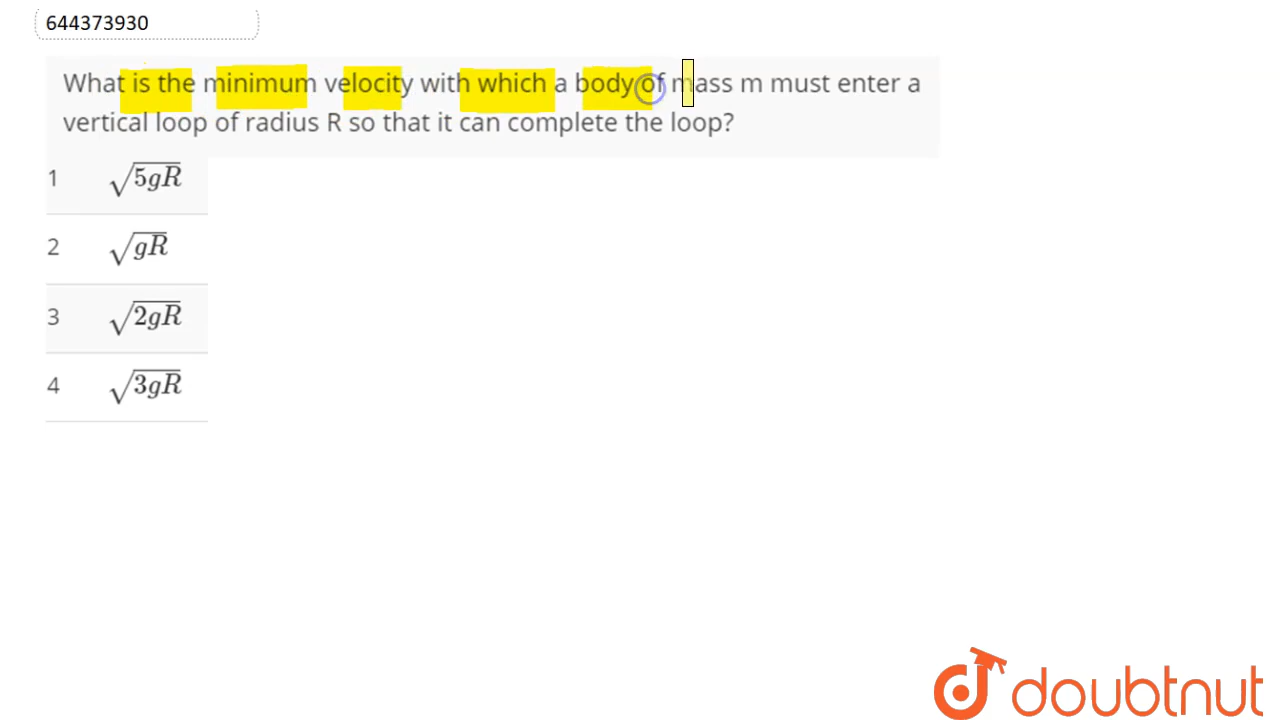 644373930
What is the minimum velocity with which a body of mass m must enter a
vertical loop of radius R so that it can complete the loop?
1 √5gR
2 √gR
3 √2gR
4 √3gR
doubtnut